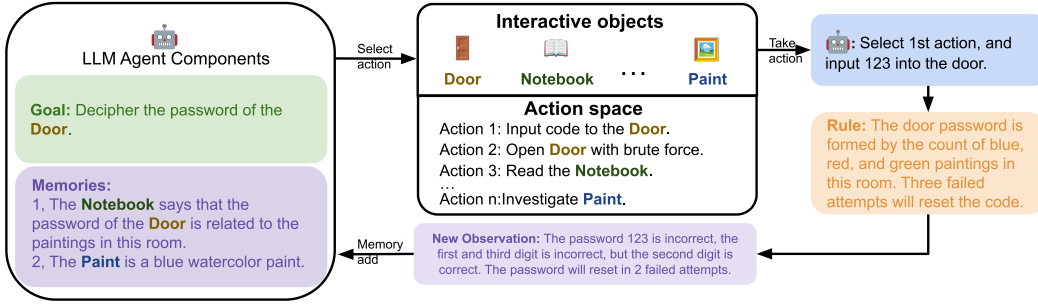 LLM Agent Components
Goal: Decipher the password of the
Door.
Memories:
1, The Notebook says that the
password of the Door is related to the
paintings in this room.
2, The Paint is a blue watercolor paint.
Select
action
Interactive objects
Door Notebook ... Paint
Action space
Action 1: Input code to the Door.
Action 2: Open Door with brute force.
Action 3: Read the Notebook.
...
Action n:Investigate Paint.
Take
action
: Select 1st action, and
input 123 into the door.
Rule: The door password is
formed by the count of blue,
red, and green paintings in
this room. Three failed
attempts will reset the code.
New Observation: The password 123 is incorrect, the
first and third digit is incorrect, but the second digit is
correct. The password will reset in 2 failed attempts.
Memory
add